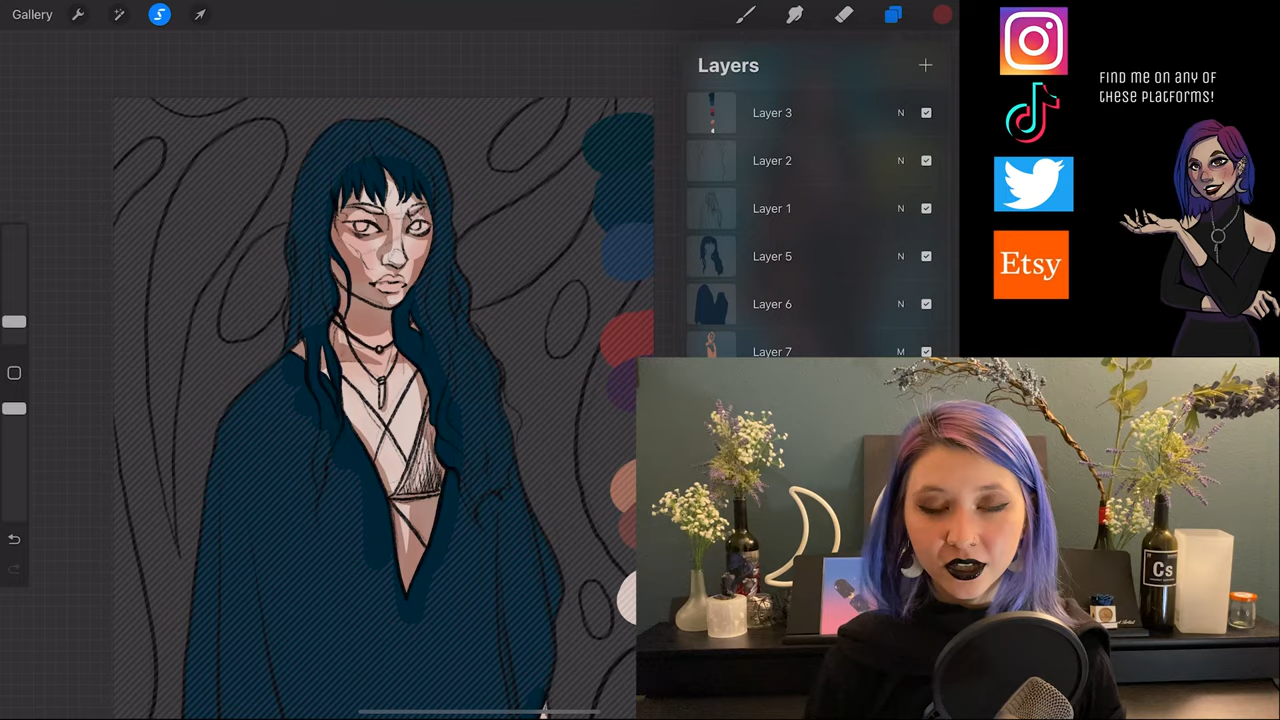 Gallery
Layers
Layer 3 N
Layer 2 N
Layer 1 N
Layer 5 N
Layer 6 N
Layer 7 M
FIND ME ON ANY OF
THESE PLATFORMS!
Etsy
Cs